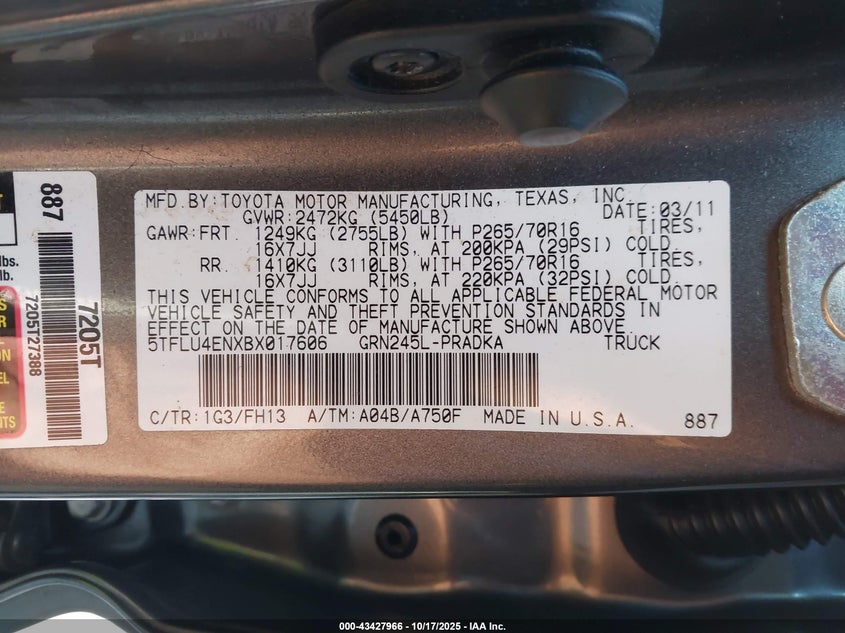 MFD. BY: TOYOTA MOTOR MANUFACTURING, TEXAS, INC.
GVWR: 2472KG (5450LB) DATE: 03/11
GAWR: FRT. 1249KG (2755LB) WITH P265/70R16 TIRES,
16X7JJ RIMS, AT 200KPA (29PSI) COLD.
RR. 1410KG (3110LB) WITH P265/70R16 TIRES,
16X7JJ RIMS, AT 220KPA (32PSI) COLD.
THIS VEHICLE CONFORMS TO ALL APPLICABLE FEDERAL MOTOR
VEHICLE SAFETY AND THEFT PREVENTION STANDARDS IN
EFFECT ON THE DATE OF MANUFACTURE SHOWN ABOVE.
5TFLU4ENXBX017606 GRN245L-PRADKA TRUCK
C/TR: 1G3/FH13 A/TM: A04B/A750F MADE IN U.S.A. 887
887
7205T
7205T27388
lbs.
lb.
000-43427966 - 10/17/2025 - IAA Inc.